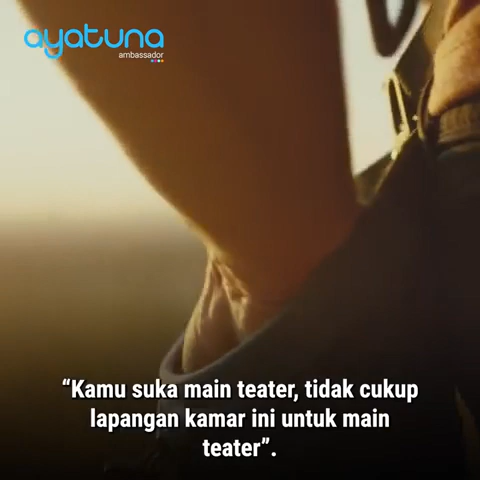 ayatuna
ambassador
“Kamu suka main teater, tidak cukup
lapangan kamar ini untuk main
teater”.